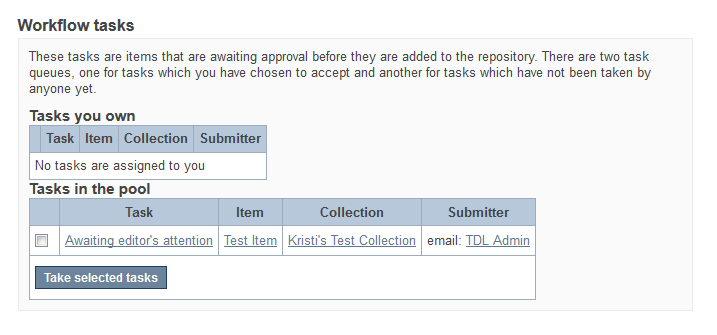 Workflow tasks
These tasks are items that are awaiting approval before they are added to the repository. There are two task
queues, one for tasks which you have chosen to accept and another for tasks which have not been taken by
anyone yet.
Tasks you own
Task Item Collection Submitter
No tasks are assigned to you
Tasks in the pool
Task Item Collection Submitter
Awaiting editor's attention Test Item Kristi's Test Collection email: TDL Admin
Take selected tasks